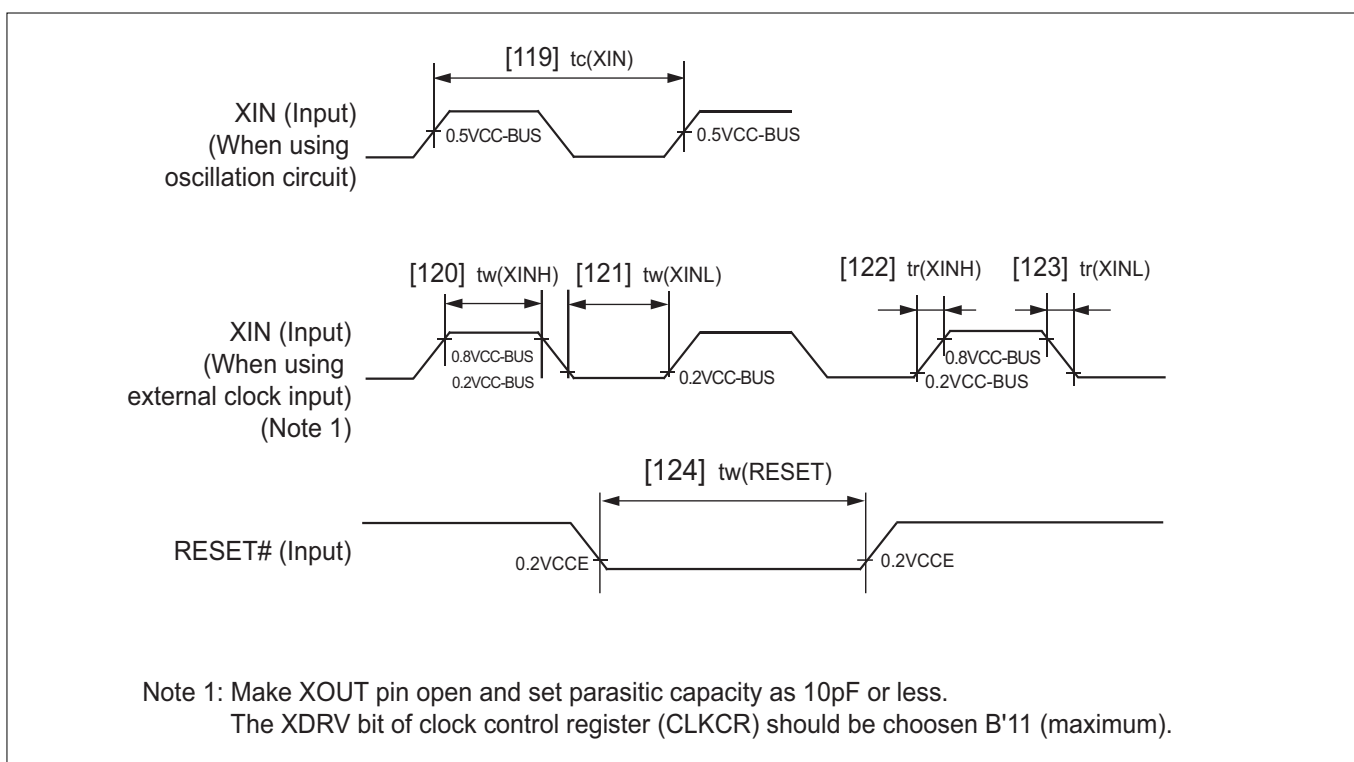 [119] tc(XIN)
XIN (Input)
(When using
oscillation circuit)
0.5VCC-BUS
0.5VCC-BUS
[120] tw(XINH)
[121] tw(XINL)
[122] tr(XINH)
[123] tr(XINL)
XIN (Input)
(When using
external clock input)
(Note 1)
0.8VCC-BUS
0.2VCC-BUS
0.2VCC-BUS
0.8VCC-BUS
0.2VCC-BUS
[124] tw(RESET)
RESET# (Input)
0.2VCCE
0.2VCCE
Note 1: Make XOUT pin open and set parasitic capacity as 10pF or less.
The XDRV bit of clock control register (CLKCR) should be choosen B'11 (maximum).